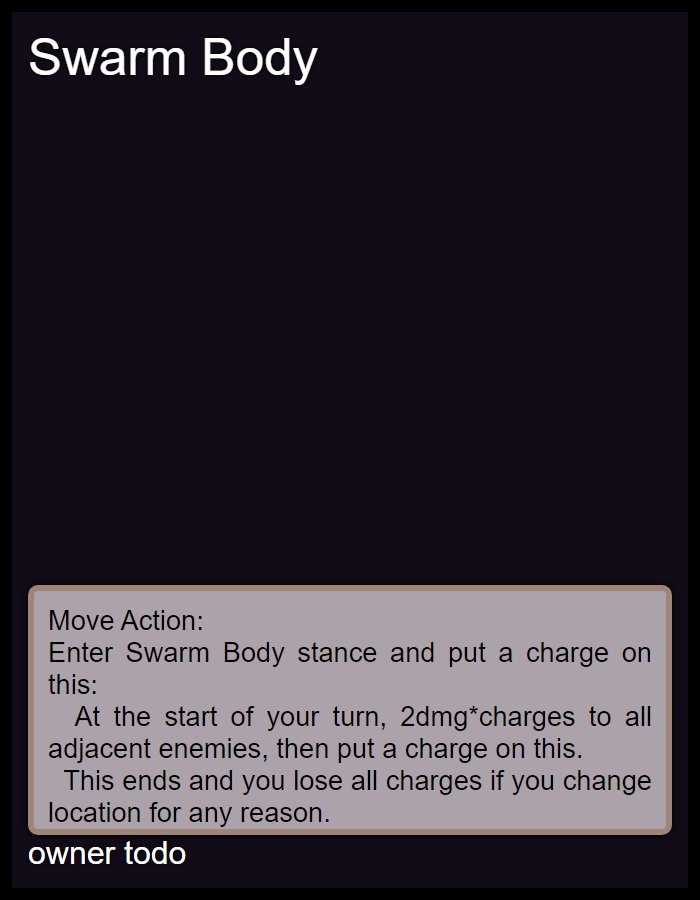 Swarm Body
Move Action:
Enter Swarm Body stance and put a charge on
this:
At the start of your turn, 2dmg*charges to all
adjacent enemies, then put a charge on this.
This ends and you lose all charges if you change
location for any reason.
owner todo